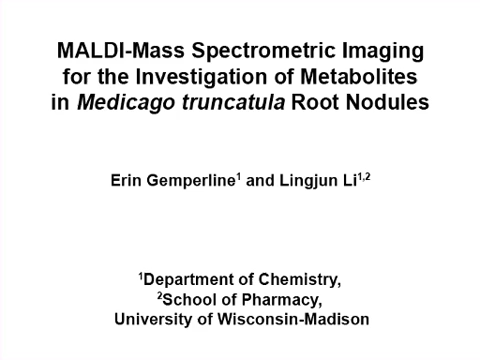 MALDI-Mass Spectrometric Imaging
for the Investigation of Metabolites
in Medicago truncatula Root Nodules
Erin Gemperline¹ and Lingjun Li¹,²
¹Department of Chemistry,
²School of Pharmacy,
University of Wisconsin-Madison